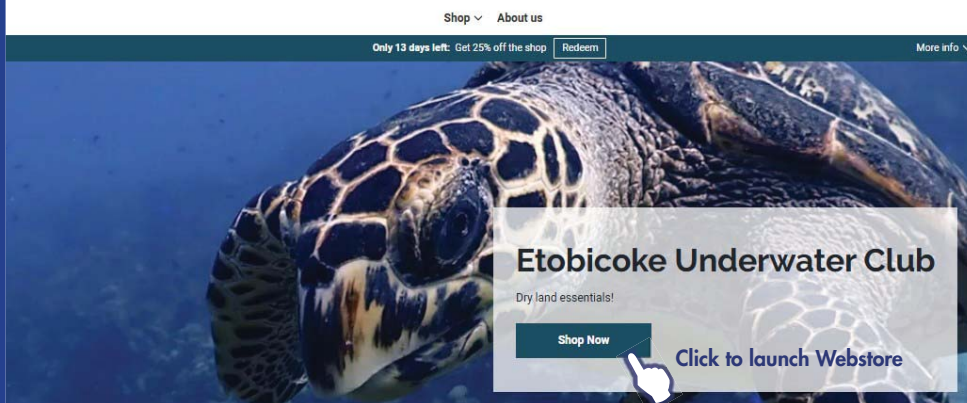 Shop About us
Only 13 days left: Get 25% off the shop Redeem More info
Etobicoke Underwater Club
Dry land essentials!
Shop Now
Click to launch Webstore